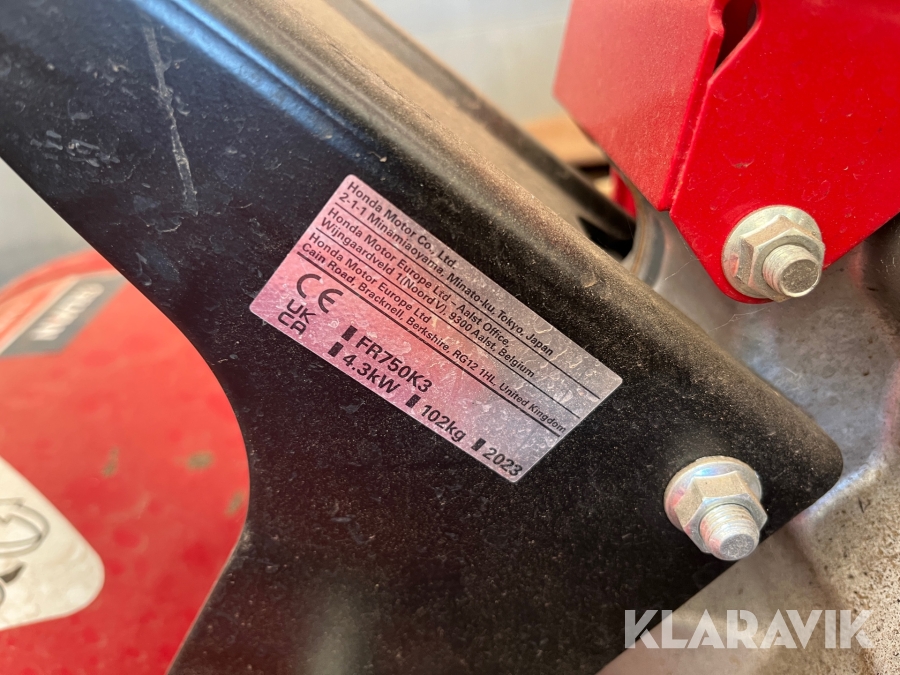 Honda Motor Co., Ltd.
2-1-1 Minamiaoyama, Minato-ku, Tokyo, Japan
Honda Motor Europe Ltd - Aalst Office,
Wijngaardveld 1(Noord V), 9300 Aalst, Belgium
Honda Motor Europe Ltd
Cain Road, Bracknell, Berkshire, RG12 1HL, United Kingdom
CE
UK
CA
FR750K3
4.3kW 102kg 2023
KLARAVIK